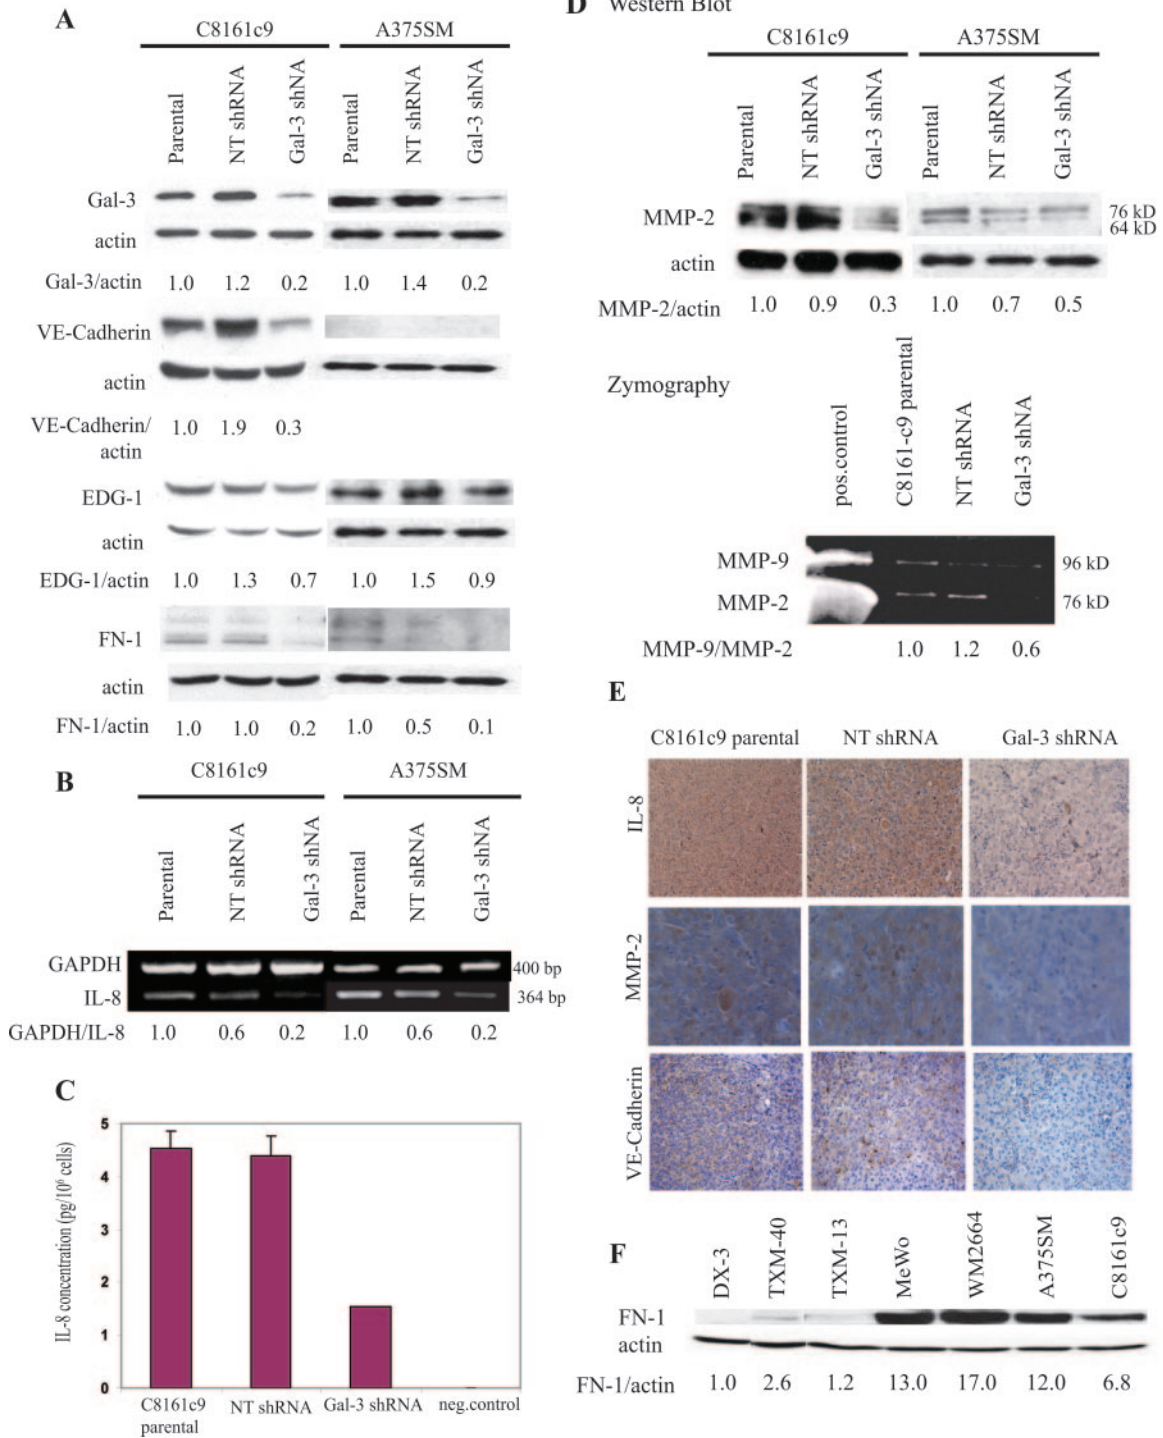 A
C8161c9 A375SM
Parental NT shRNA Gal-3 shNA Parental NT shRNA Gal-3 shNA
Gal-3
actin
Gal-3/actin 1.0 1.2 0.2 1.0 1.4 0.2
VE-Cadherin
actin
VE-Cadherin/
actin 1.0 1.9 0.3
EDG-1
actin
EDG-1/actin 1.0 1.3 0.7 1.0 1.5 0.9
FN-1
actin
FN-1/actin 1.0 1.0 0.2 1.0 0.5 0.1
B
C8161c9 A375SM
Parental NT shRNA Gal-3 shNA Parental NT shRNA Gal-3 shNA
GAPDH 400 bp
IL-8 364 bp
GAPDH/IL-8 1.0 0.6 0.2 1.0 0.6 0.2
C
IL-8 concentration (pg/10⁶ cells)
5
4
3
2
1
0
C8161c9 parental NT shRNA Gal-3 shRNA neg.control
D Western Blot
C8161c9 A375SM
Parental NT shRNA Gal-3 shNA Parental NT shRNA Gal-3 shNA
MMP-2 76 kD
64 kD
actin
MMP-2/actin 1.0 0.9 0.3 1.0 0.7 0.5
Zymography
pos.control C8161-c9 parental NT shRNA Gal-3 shNA
MMP-9 96 kD
MMP-2 76 kD
MMP-9/MMP-2 1.0 1.2 0.6
E
C8161c9 parental NT shRNA Gal-3 shRNA
IL-8
MMP-2
VE-Cadherin
F
DX-3 TXM-40 TXM-13 MeWo WM2664 A375SM C8161c9
FN-1
actin
FN-1/actin 1.0 2.6 1.2 13.0 17.0 12.0 6.8